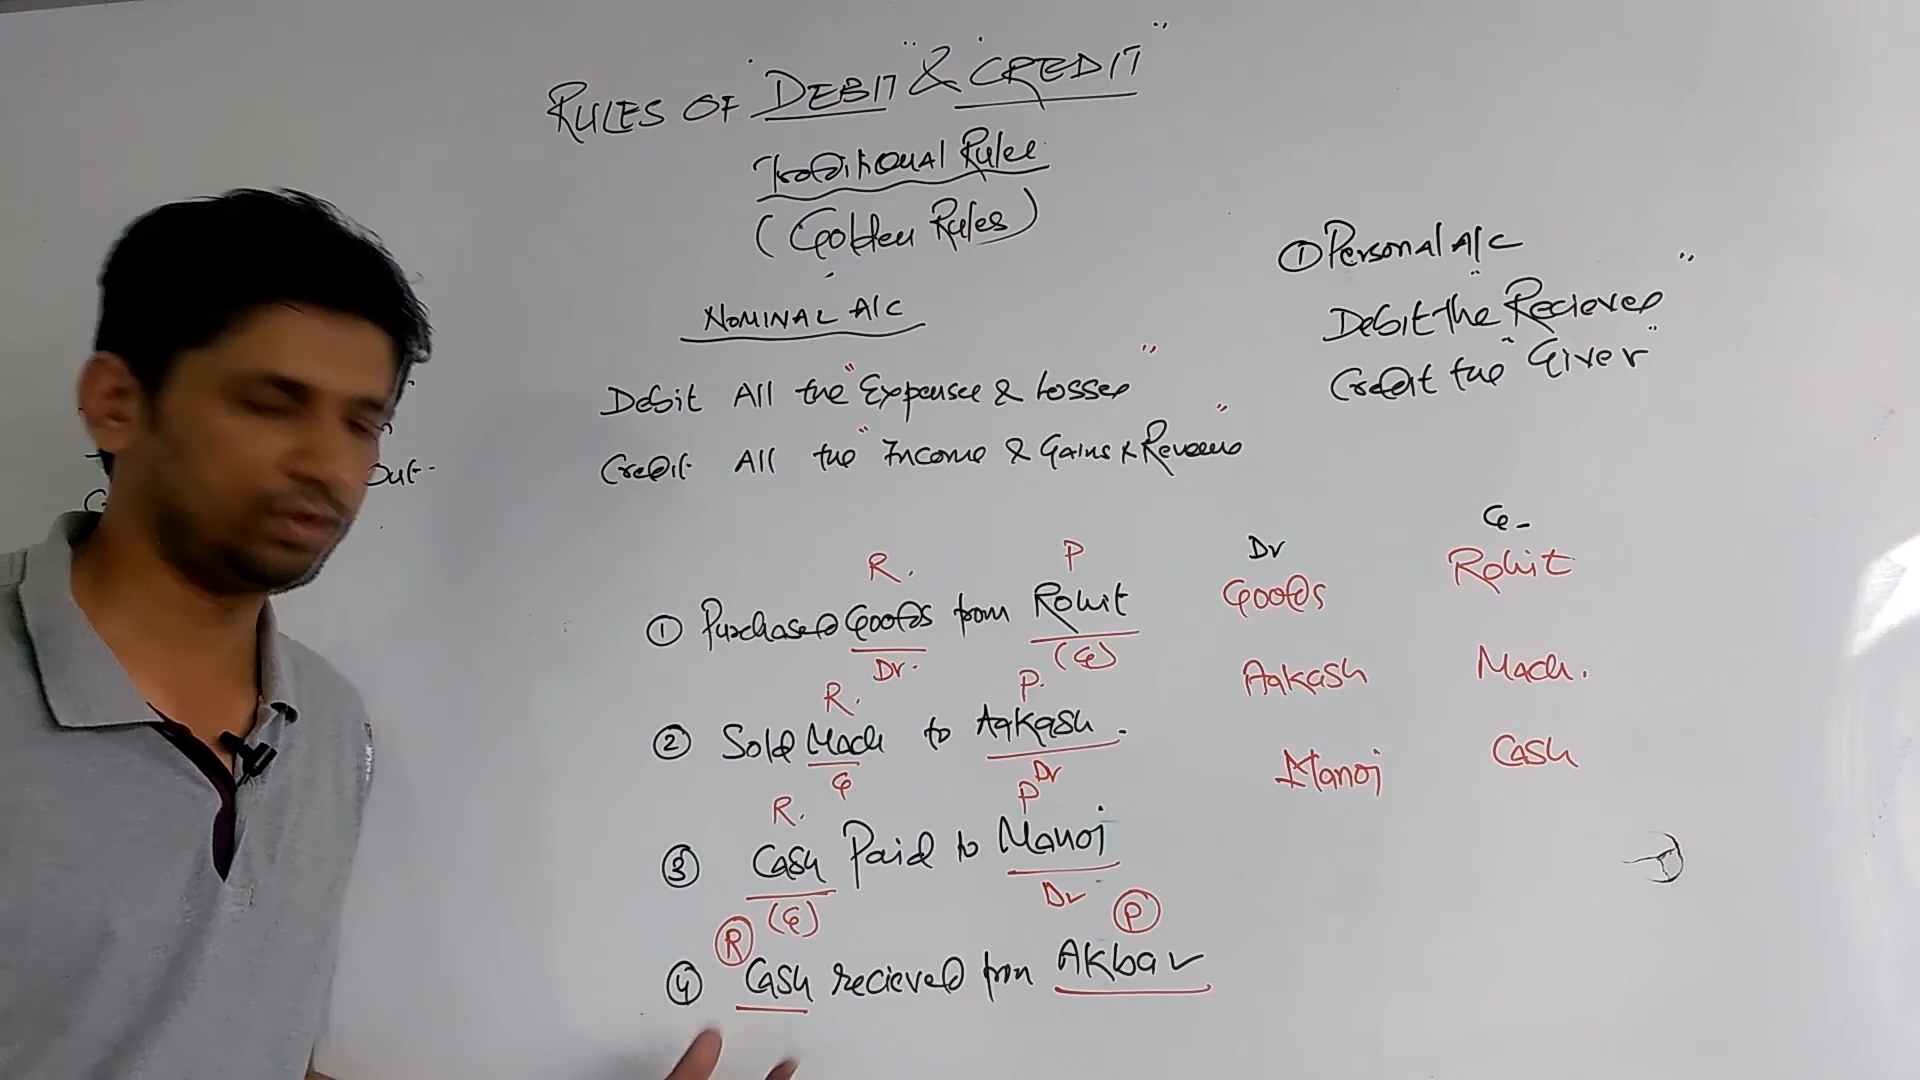 RULES OF "DEBIT" & "CREDIT"
Traditional Rules
(Golden Rules)
① Personal A/C
Debit the "Reciever"
Credit the "Giver"
NOMINAL A/C
Debit All the "Expenses & Losses"
Credit All the "Income & Gains & Revenue"
out.
Dr Cr
R. P
① Purchased Goods from Rohit Goods Rohit
Dr. (Cr)
R. P.
② Sold Mach to Aakash. Aakash Mach.
Cr Dr
R. P
③ Cash Paid to Manoj Manoj Cash
(Cr) Dr
R P
④ Cash recieved from Akbar